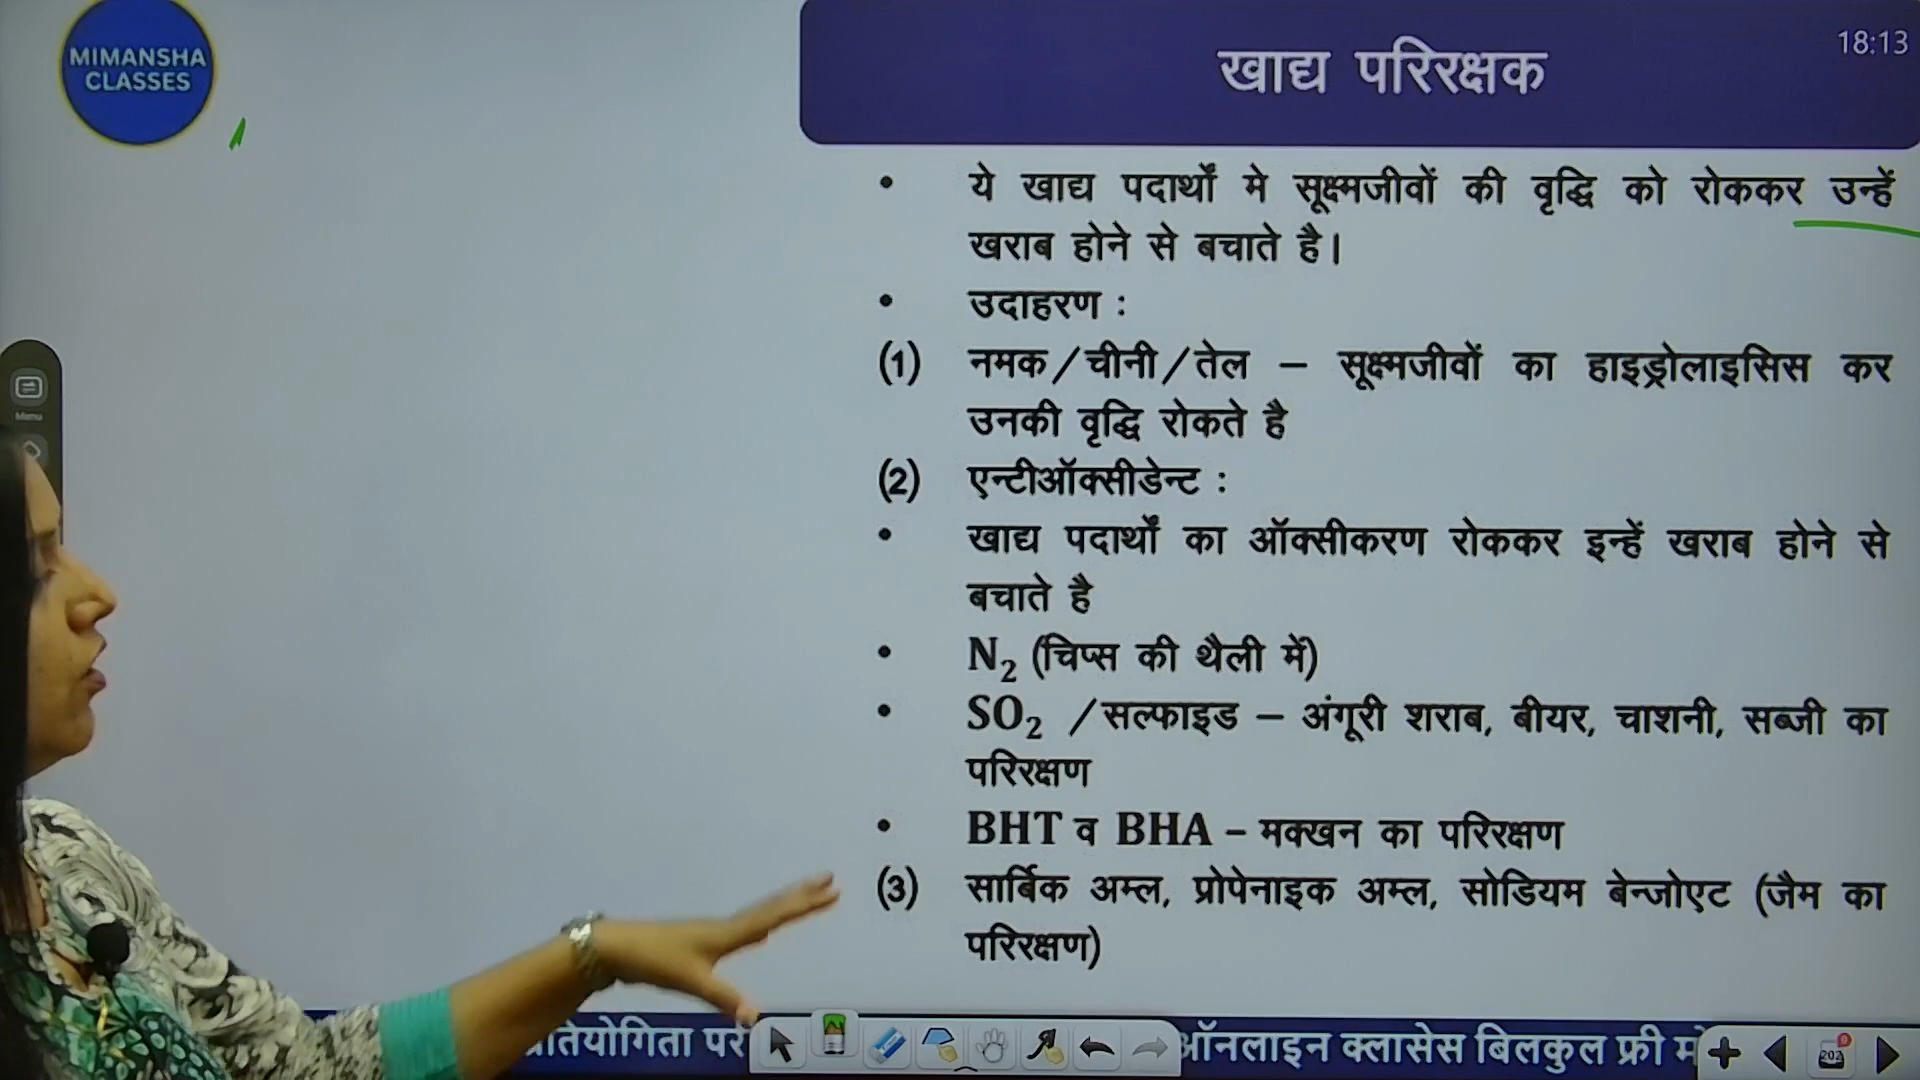 MIMANSHA
CLASSES
खाद्य परिरक्षक
18:13
• ये खाद्य पदार्थों मे सूक्ष्मजीवों की वृद्धि को रोककर उन्हें
खराब होने से बचाते है।
• उदाहरण :
(1) नमक/चीनी/तेल – सूक्ष्मजीवों का हाइड्रोलाइसिस कर
उनकी वृद्धि रोकते है
(2) एन्टीऑक्सीडेन्ट :
• खाद्य पदार्थों का ऑक्सीकरण रोककर इन्हें खराब होने से
बचाते है
• N₂ (चिप्स की थैली में)
• SO₂ /सल्फाइड – अंगूरी शराब, बीयर, चाशनी, सब्जी का
परिरक्षण
• BHT व BHA – मक्खन का परिरक्षण
(3) सार्बिक अम्ल, प्रोपेनाइक अम्ल, सोडियम बेन्जोएट (जैम का
परिरक्षण)
Menu
ऑनलाइन क्लासेस बिलकुल फ्री
202